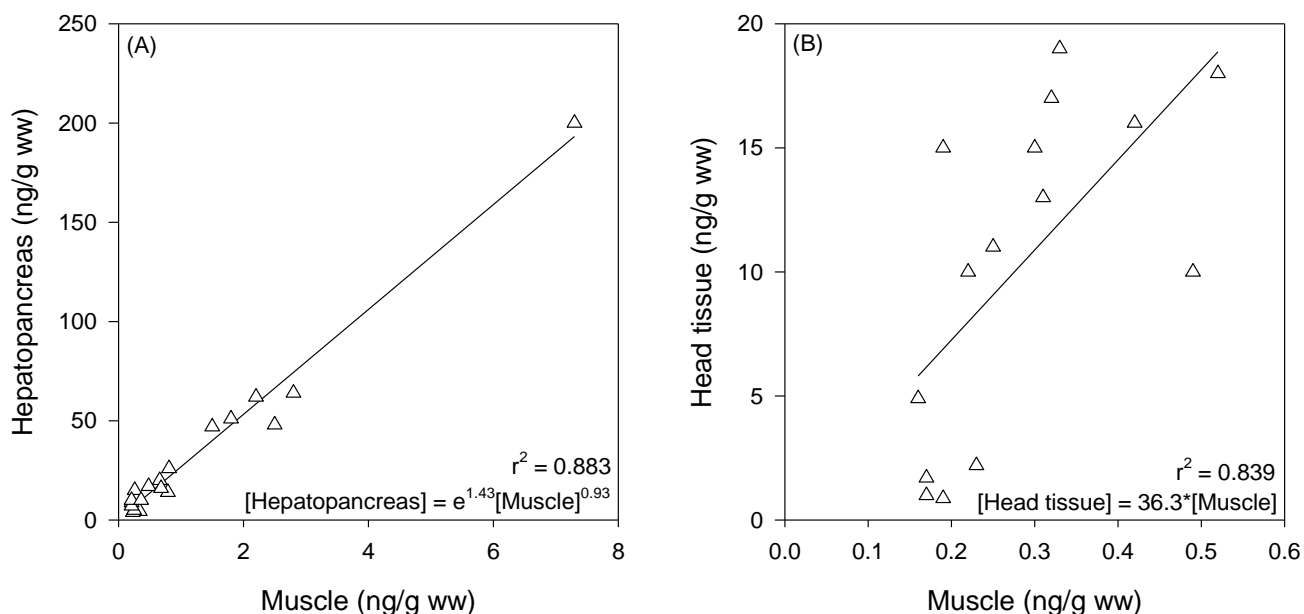 (A)
250
200
150
100
50
0
Hepatopancreas (ng/g ww)
r² = 0.883
[Hepatopancreas] = e^1.43[Muscle]^0.93
0 2 4 6 8
Muscle (ng/g ww)
(B)
20
15
10
5
0
Head tissue (ng/g ww)
r² = 0.839
[Head tissue] = 36.3*[Muscle]
0.0 0.1 0.2 0.3 0.4 0.5 0.6
Muscle (ng/g ww)